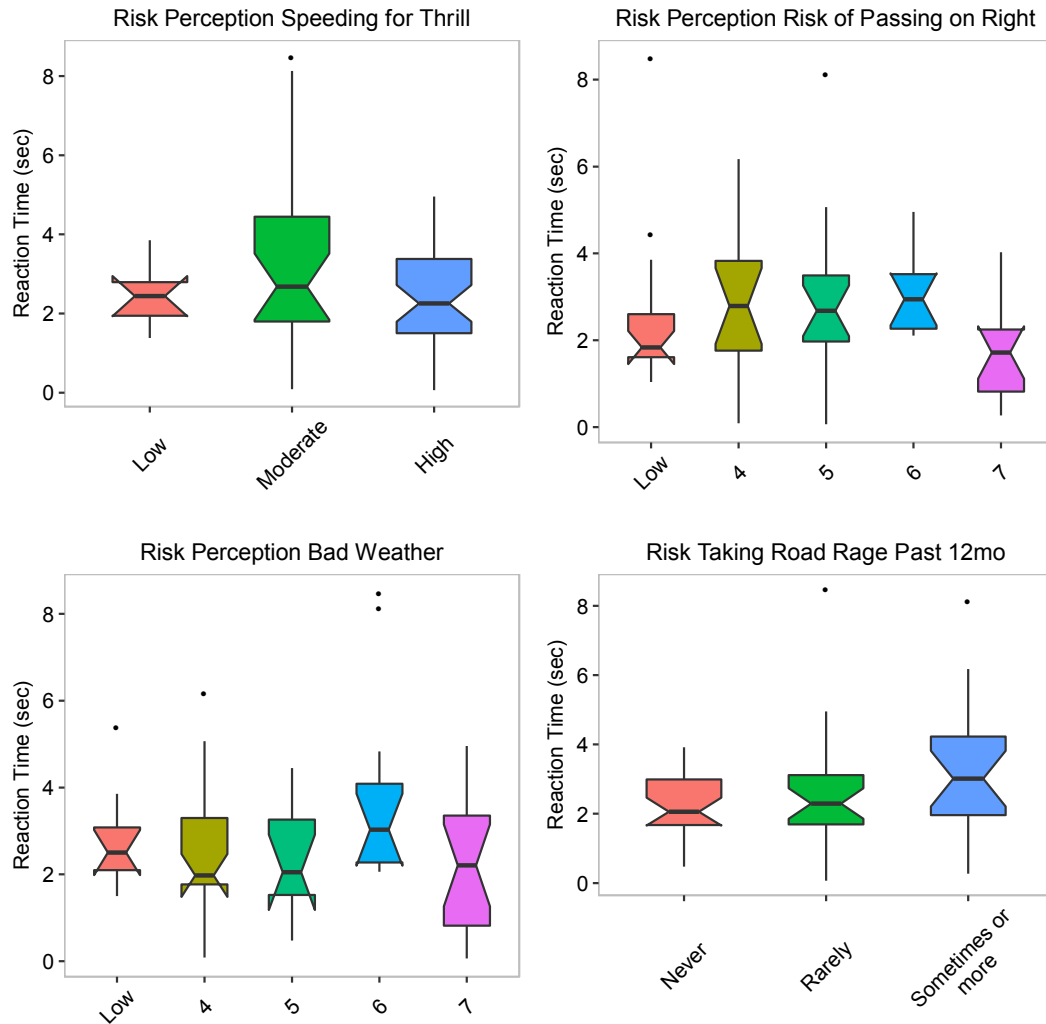 Risk Perception Speeding for Thrill
Reaction Time (sec)
8
6
4
2
0
Low
Moderate
High
Risk Perception Risk of Passing on Right
Reaction Time (sec)
8
6
4
2
0
Low
4
5
6
7
Risk Perception Bad Weather
Reaction Time (sec)
8
6
4
2
0
Low
4
5
6
7
Risk Taking Road Rage Past 12mo
Reaction Time (sec)
8
6
4
2
0
Never
Rarely
Sometimes or
more